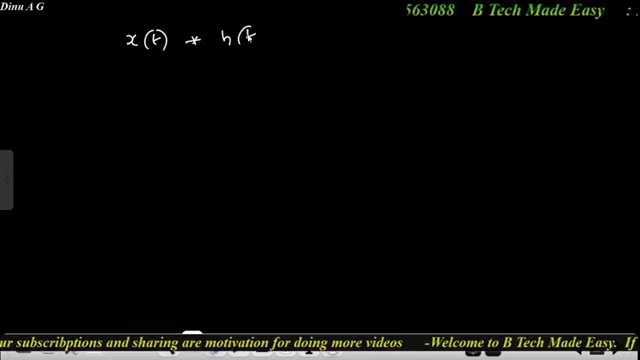 Dinu A G
563088 B Tech Made Easy :
x(t) * h(t
ur subscribptions and sharing are motivation for doing more videos -Welcome to B Tech Made Easy. If